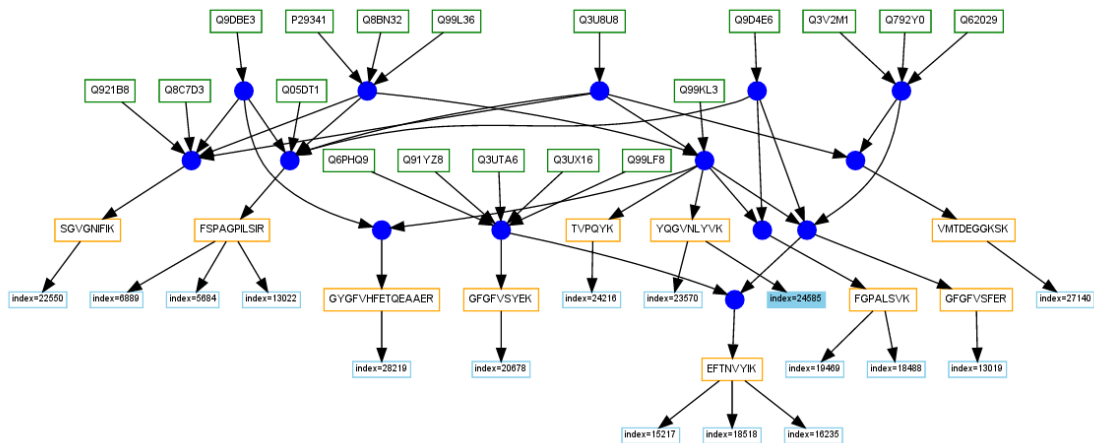 Q9DBE3
P29341
Q8BN32
Q99L36
Q3U8U8
Q9D4E6
Q3V2M1
Q792Y0
Q62029
Q921B8
Q8C7D3
Q05DT1
Q99KL3
Q6PHQ9
Q91YZ8
Q3UTA6
Q3UX16
Q99LF8
SGVGNIFIK
FSPAGPILSIR
TVPQYK
YQGVNLYVK
VMTDEGGKSK
index=22550
index=6889
index=5684
index=13022
GYGFVHFETQEAAER
GFGFVSYEK
index=24216
index=23570
index=24585
FGPALSVK
GFGFVSFER
index=27140
index=28219
index=20678
EFTNVYIK
index=19469
index=18488
index=13019
index=15217
index=18518
index=16235